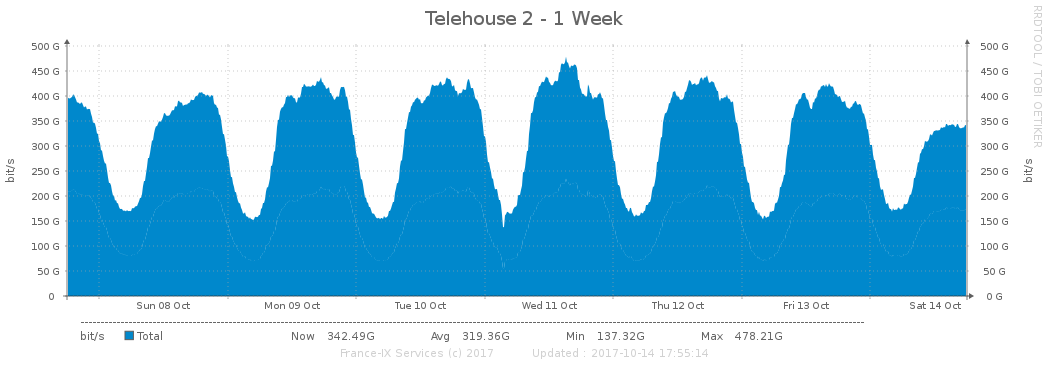 Telehouse 2 - 1 Week
RRDTOOL / TOBI OETIKER
500 G 500 G
450 G 450 G
400 G 400 G
350 G 350 G
300 G 300 G
250 G 250 G
200 G 200 G
150 G 150 G
100 G 100 G
50 G 50 G
0 0 G
bit/s bit/s
Sun 08 Oct Mon 09 Oct Tue 10 Oct Wed 11 Oct Thu 12 Oct Fri 13 Oct Sat 14 Oct
bit/s Total Now 342.49G Avg 319.36G Min 137.32G Max 478.21G
France-IX Services (c) 2017 Updated : 2017-10-14 17:55:14